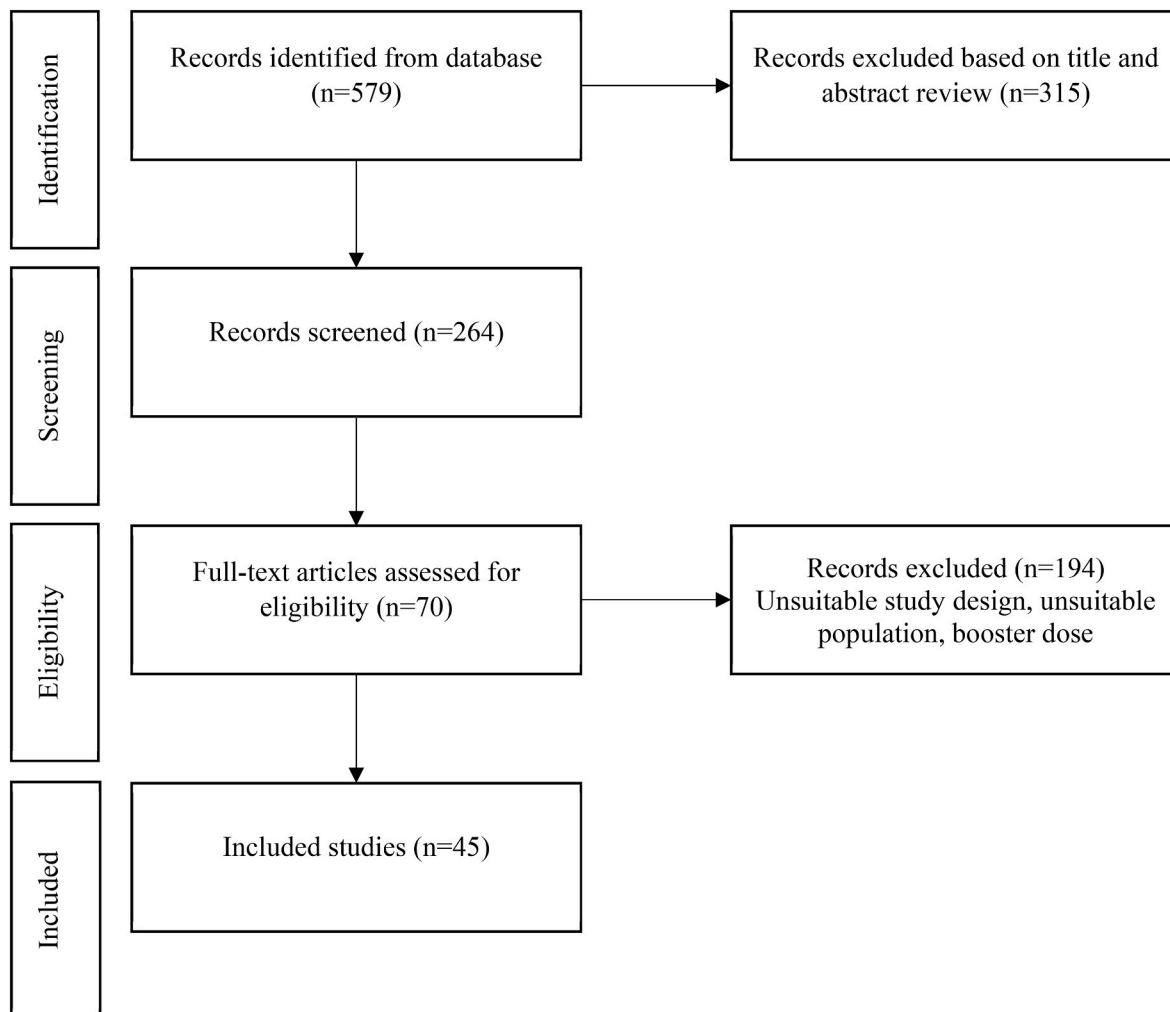 Identification
Records identified from database
(n=579)
Records excluded based on title and
abstract review (n=315)
Screening
Records screened (n=264)
Eligibility
Full-text articles assessed for
eligibility (n=70)
Records excluded (n=194)
Unsuitable study design, unsuitable
population, booster dose
Included
Included studies (n=45)